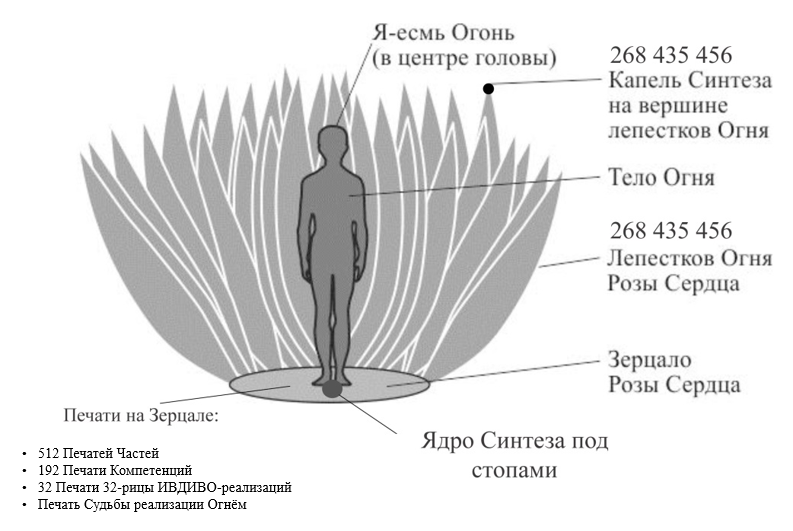 Я-есмь Огонь
(в центре головы)
268 435 456
Капель Синтеза
на вершине
лепестков Огня
Тело Огня
268 435 456
Лепестков Огня
Розы Сердца
Зерцало
Розы Сердца
Печати на Зерцале:
Ядро Синтеза под
стопами
• 512 Печатей Частей
• 192 Печати Компетенций
• 32 Печати 32-рицы ИВДИВО-реализаций
• Печать Судьбы реализации Огнём